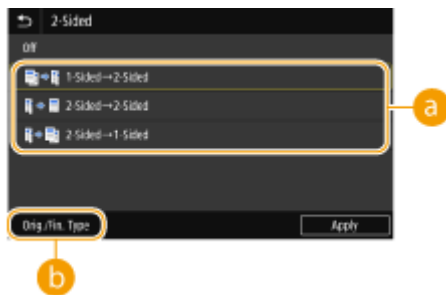 2-Sided
Off
1-Sided→2-Sided
2-Sided→2-Sided
2-Sided→1-Sided
a
Orig./Fin. Type
Apply
b